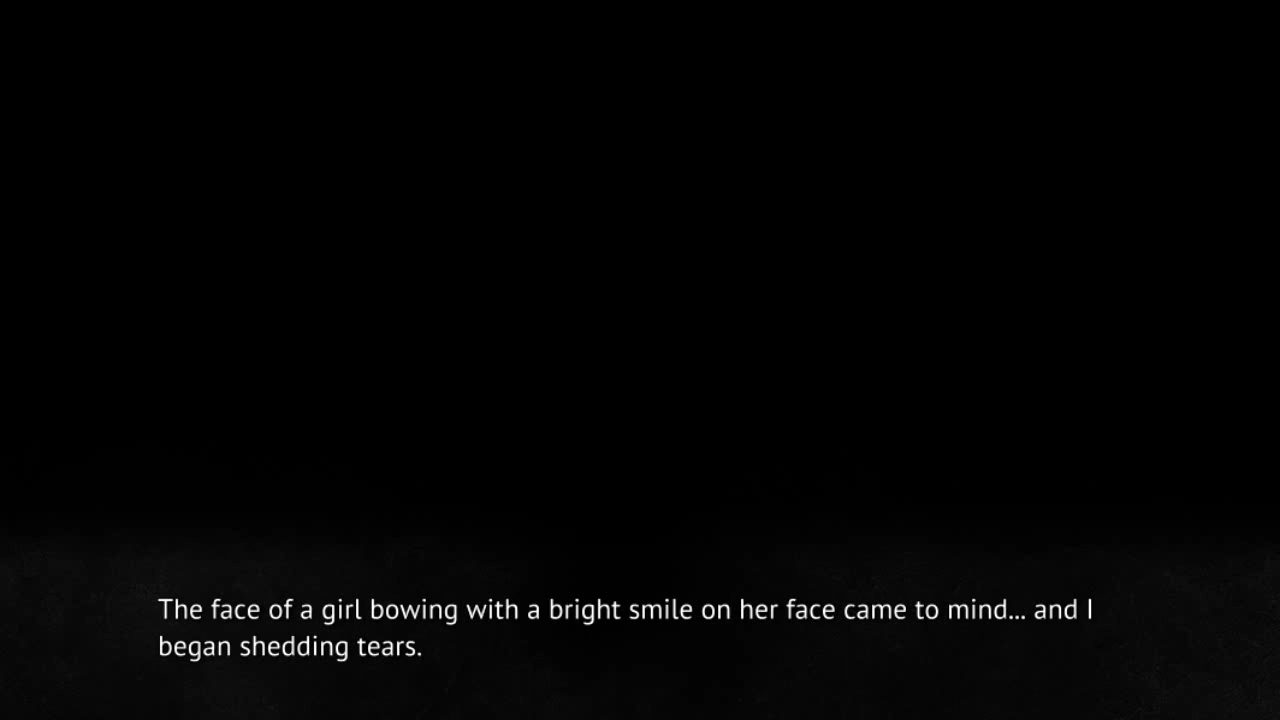 The face of a girl bowing with a bright smile on her face came to mind... and I
began shedding tears.